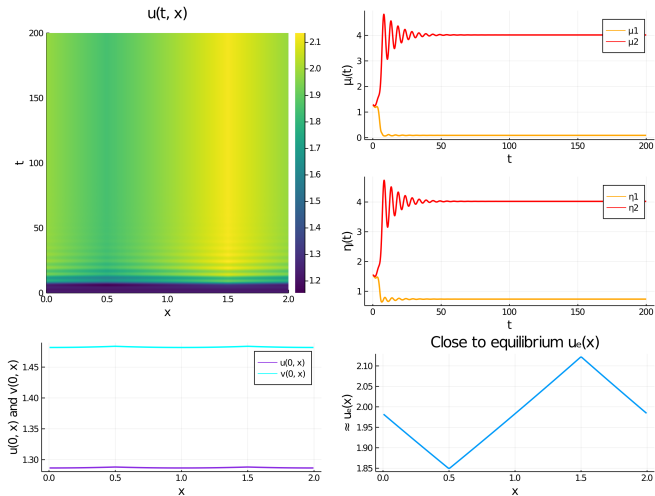 u(t, x)
200
150
100
50
0
t
0.0 0.5 1.0 1.5 2.0
x
2.1
2.0
1.9
1.8
1.7
1.6
1.5
1.4
1.3
1.2
4
3
2
1
0
μᵢ(t)
μ1
μ2
0 50 100 150 200
t
4
3
2
1
ηᵢ(t)
η1
η2
0 50 100 150 200
t
1.45
1.40
1.35
1.30
u(0, x) and v(0, x)
u(0, x)
v(0, x)
0.0 0.5 1.0 1.5 2.0
x
Close to equilibrium uₑ(x)
2.10
2.05
2.00
1.95
1.90
1.85
≈ uₑ(x)
0.0 0.5 1.0 1.5 2.0
x